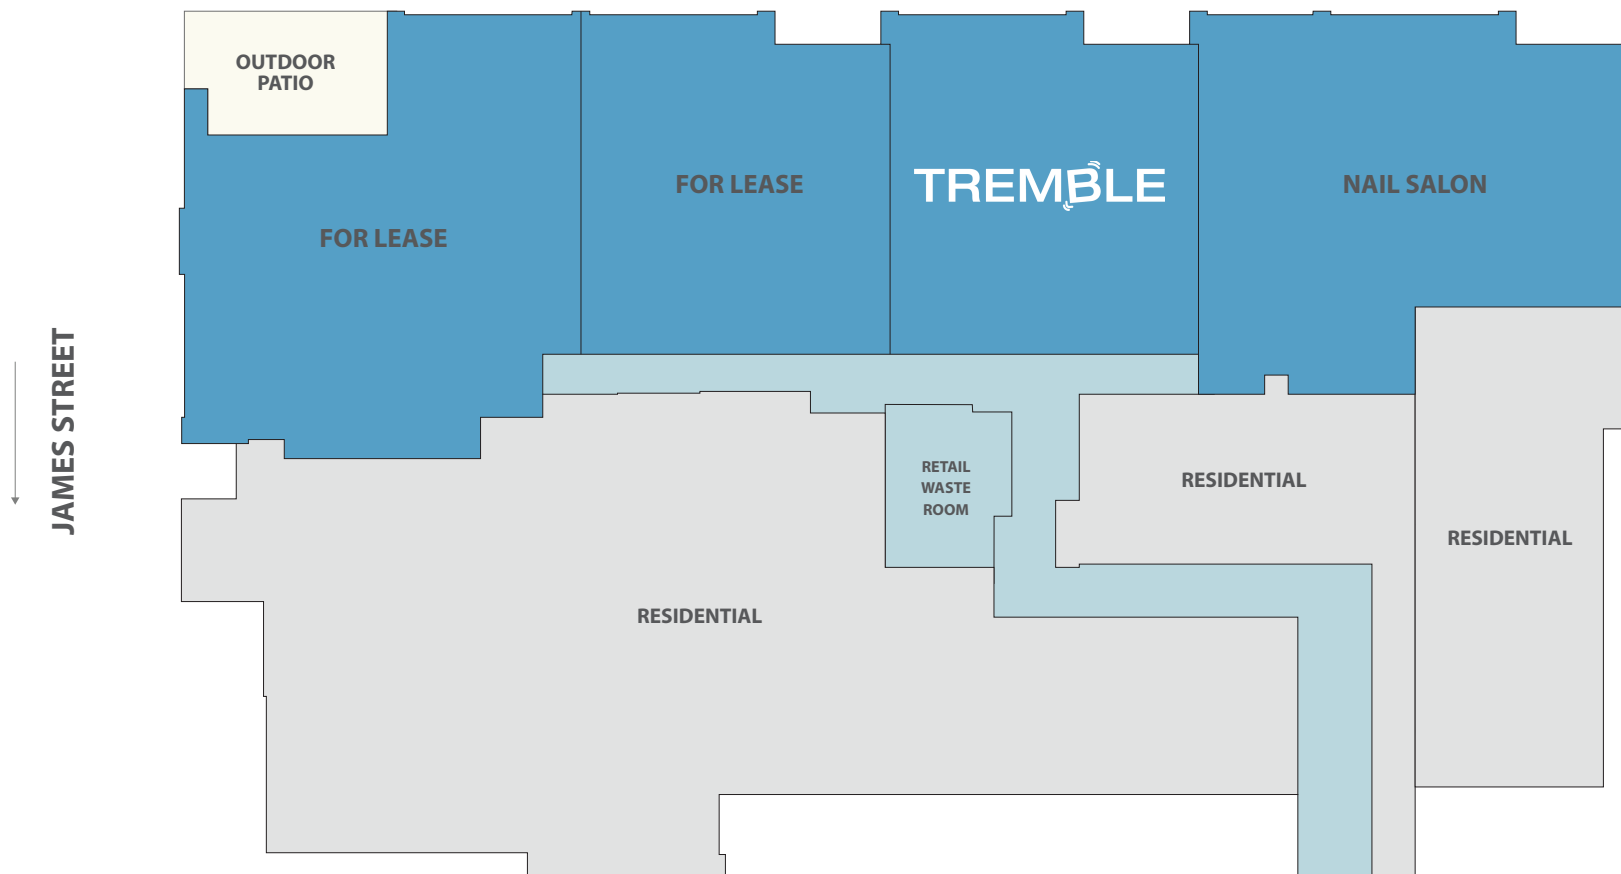 OUTDOOR
PATIO
FOR LEASE
FOR LEASE
TREMBLE
NAIL SALON
JAMES STREET
RETAIL
WASTE
ROOM
RESIDENTIAL
RESIDENTIAL
RESIDENTIAL